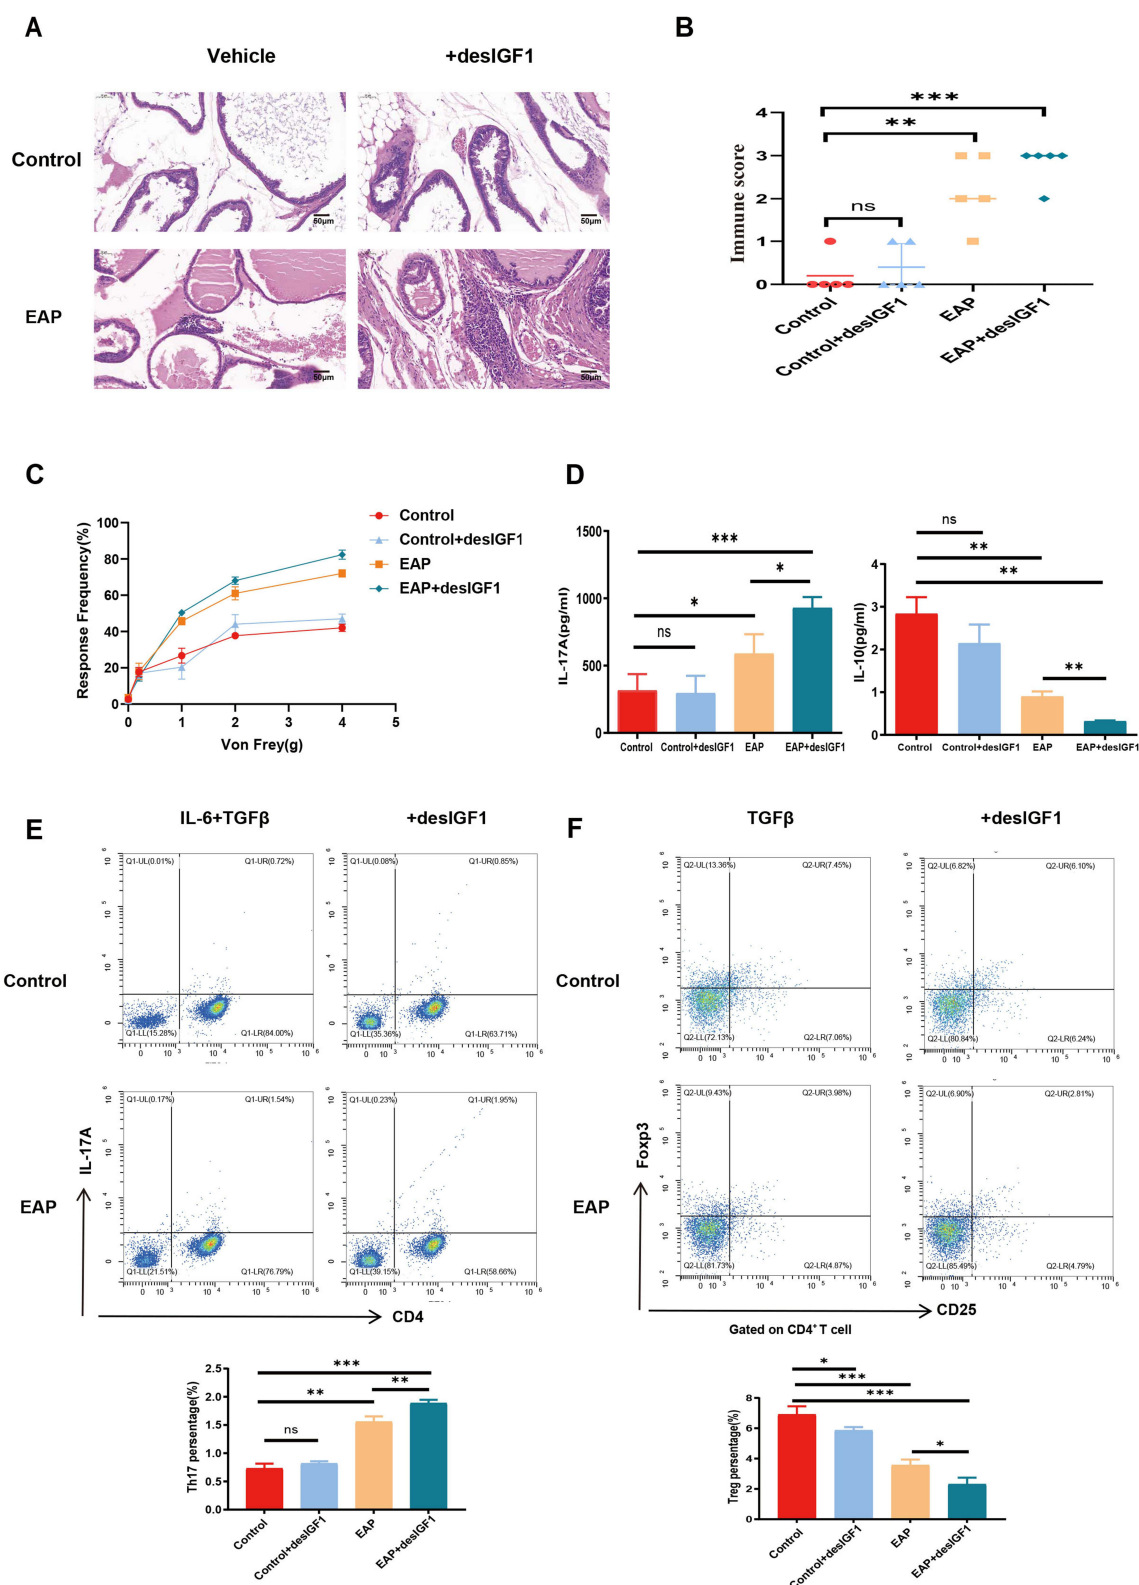 A
Vehicle +desIGF1
Control
50µm 50µm
EAP
50µm 50µm
B
Immune score
4
3
2
1
0
***
**
ns
Control Control+desIGF1 EAP EAP+desIGF1
C
Response Frequency(%)
100
80
60
40
20
0
0 1 2 3 4 5
Von Frey(g)
Control
Control+desIGF1
EAP
EAP+desIGF1
D
IL-17A(pg/ml)
1500
1000
500
0
***
*
*
ns
Control Control+desIGF1 EAP EAP+desIGF1
IL-10(pg/ml)
4
3
2
1
0
ns
**
**
**
Control Control+desIGF1 EAP EAP+desIGF1
E
IL-6+TGFβ +desIGF1
Control
Q1-UL(0.01%) Q1-UR(0.72%)
Q1-LL(15.28%) Q1-LR(84.00%)
Q1-UL(0.08%) Q1-UR(0.85%)
Q1-LL(35.36%) Q1-LR(63.71%)
EAP
Q1-UL(0.17%) Q1-UR(1.54%)
Q1-LL(21.51%) Q1-LR(76.79%)
Q1-UL(0.23%) Q1-UR(1.95%)
Q1-LL(39.15%) Q1-LR(58.66%)
IL-17A
CD4
Th17 persentage(%)
2.5
2.0
1.5
1.0
0.5
0.0
***
**
**
ns
Control Control+desIGF1 EAP EAP+desIGF1
F
TGFβ +desIGF1
Control
Q2-UL(13.36%) Q2-UR(7.45%)
Q2-LL(72.13%) Q2-LR(7.06%)
Q2-UL(6.82%) Q2-UR(6.10%)
Q2-LL(80.84%) Q2-LR(6.24%)
EAP
Q2-UL(9.43%) Q2-UR(3.98%)
Q2-LL(81.73%) Q2-LR(4.87%)
Q2-UL(6.90%) Q2-UR(2.81%)
Q2-LL(85.49%) Q2-LR(4.79%)
Foxp3
CD25
Gated on CD4⁺ T cell
Treg persentage(%)
8
6
4
2
0
*
***
***
*
Control Control+desIGF1 EAP EAP+desIGF1